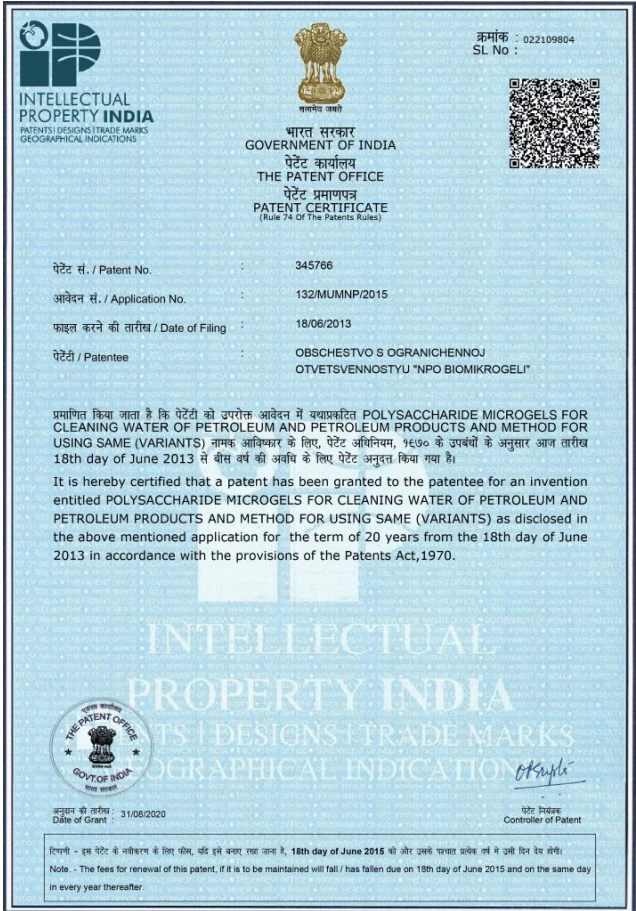 क्रमांक : 022109804
SL No :
INTELLECTUAL
PROPERTY INDIA
PATENTS | DESIGNS | TRADE MARKS
GEOGRAPHICAL INDICATIONS
सत्यमेव जयते
भारत सरकार
GOVERNMENT OF INDIA
पेटेंट कार्यालय
THE PATENT OFFICE
पेटेंट प्रमाणपत्र
PATENT CERTIFICATE
(Rule 74 Of The Patents Rules)
पेटेंट सं. / Patent No. : 345766
आवेदन सं. / Application No. : 132/MUMNP/2015
फाइल करने की तारीख / Date of Filing : 18/06/2013
पेटेंटी / Patentee : OBSCHESTVO S OGRANICHENNOJ
OTVETSVENNOSTYU "NPO BIOMIKROGELI"
प्रमाणित किया जाता है कि पेटेंटी को उपरोक्त आवेदन में यथाप्रकटित POLYSACCHARIDE MICROGELS FOR
CLEANING WATER OF PETROLEUM AND PETROLEUM PRODUCTS AND METHOD FOR
USING SAME (VARIANTS) नामक आविष्कार के लिए, पेटेंट अधिनियम, १९७० के उपबंधों के अनुसार आज तारीख
18th day of June 2013 से बीस वर्ष की अवधि के लिए पेटेंट अनुदत्त किया गया है।
It is hereby certified that a patent has been granted to the patentee for an invention
entitled POLYSACCHARIDE MICROGELS FOR CLEANING WATER OF PETROLEUM AND
PETROLEUM PRODUCTS AND METHOD FOR USING SAME (VARIANTS) as disclosed in
the above mentioned application for the term of 20 years from the 18th day of June
2013 in accordance with the provisions of the Patents Act,1970.
INTELLECTUAL
PROPERTY INDIA
DESIGNS | TRADE MARKS
THE PATENT OFFICE
GOVT.OF INDIA
भारत सरकार
अनुदान की तारीख :
Date of Grant : 31/08/2020
पेटेंट नियंत्रक
Controller of Patent
टिप्पणी - इस पेटेंट के नवीकरण के लिए फीस, यदि इसे बनाए रखा जाना है, 18th day of June 2015 को और उसके पश्चात प्रत्येक वर्ष मे उसी दिन देय होगी।
Note. - The fees for renewal of this patent, if it is to be maintained will fall / has fallen due on 18th day of June 2015 and on the same day
in every year thereafter.